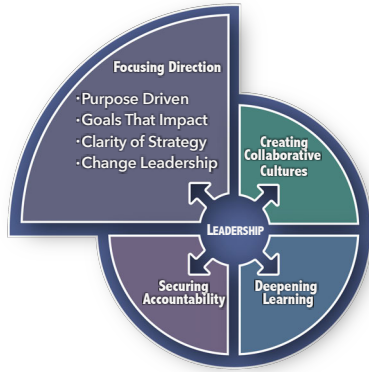 Focusing Direction
·Purpose Driven
·Goals That Impact
·Clarity of Strategy
·Change Leadership
Creating
Collaborative
Cultures
LEADERSHIP
Securing
Accountability
Deepening
Learning